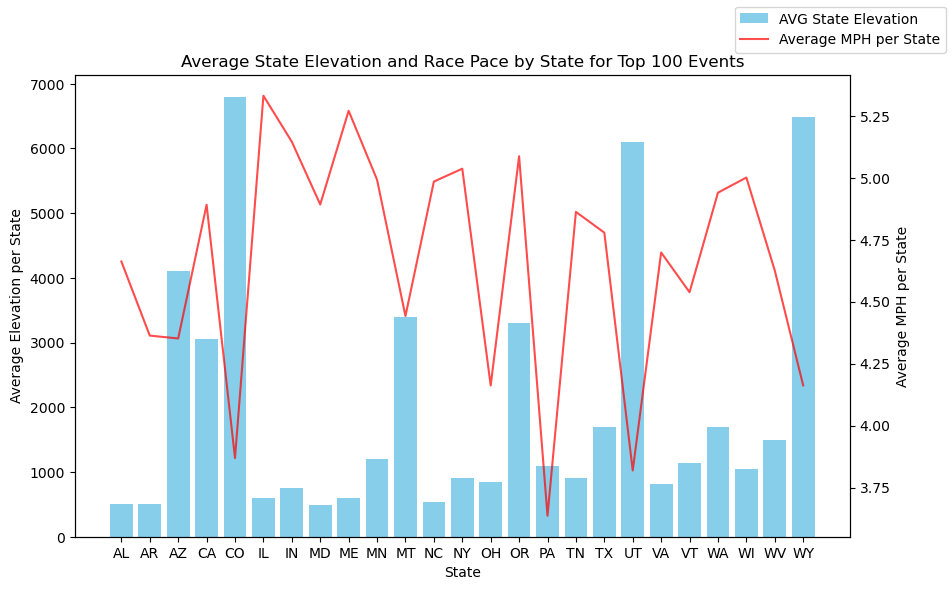 AVG State Elevation
Average MPH per State
Average State Elevation and Race Pace by State for Top 100 Events
Average Elevation per State
7000
6000
5000
4000
3000
2000
1000
0
5.25
5.00
4.75
4.50
4.25
4.00
3.75
Average MPH per State
AL AR AZ CA CO IL IN MD ME MN MT NC NY OH OR PA TN TX UT VA VT WA WI WV WY
State